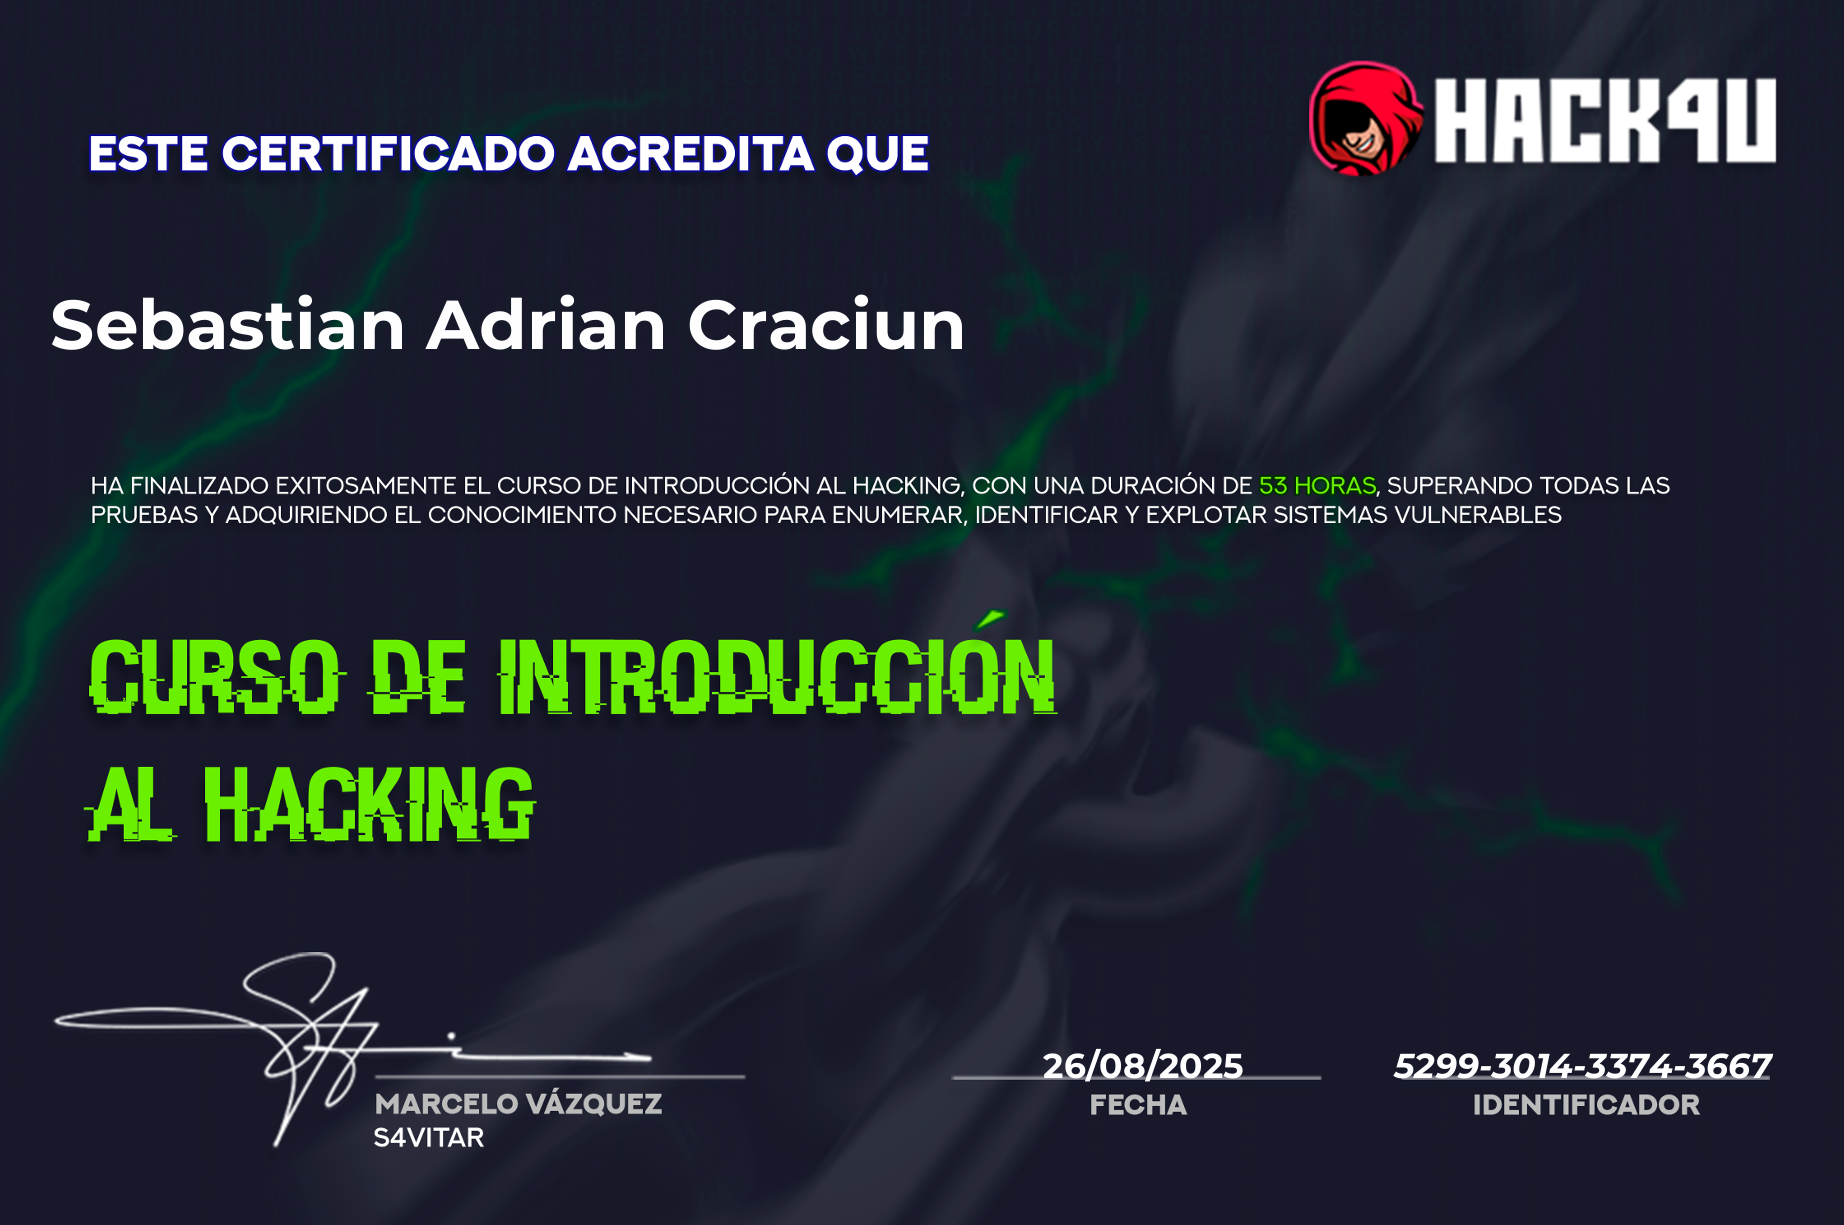 HACK4U
ESTE CERTIFICADO ACREDITA QUE
Sebastian Adrian Craciun
HA FINALIZADO EXITOSAMENTE EL CURSO DE INTRODUCCIÓN AL HACKING, CON UNA DURACIÓN DE 53 HORAS, SUPERANDO TODAS LAS
PRUEBAS Y ADQUIRIENDO EL CONOCIMIENTO NECESARIO PARA ENUMERAR, IDENTIFICAR Y EXPLOTAR SISTEMAS VULNERABLES
CURSO DE INTRODUCCIÓN
AL HACKING
26/08/2025
5299-3014-3374-3667
MARCELO VÁZQUEZ
FECHA
IDENTIFICADOR
S4VITAR